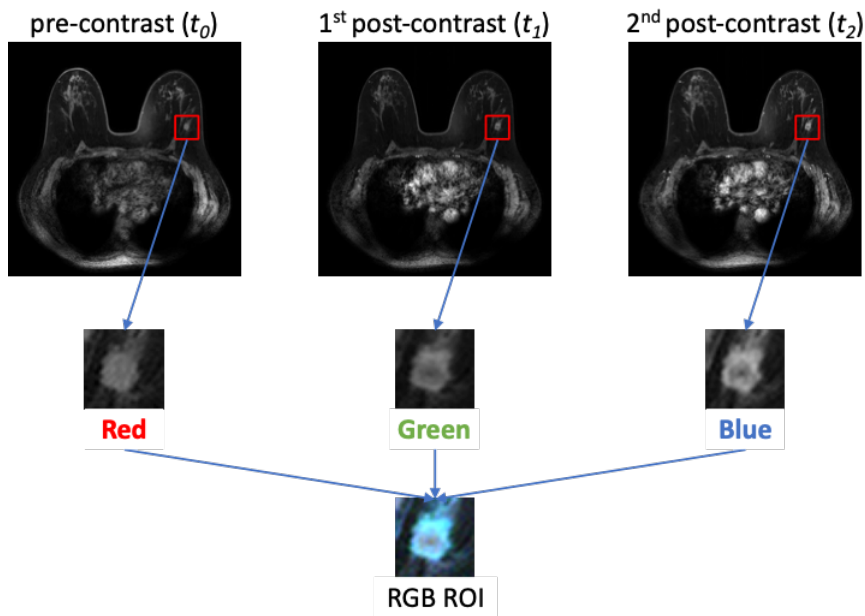 pre-contrast (t0)
1st post-contrast (t1)
2nd post-contrast (t2)
Red
Green
Blue
RGB ROI